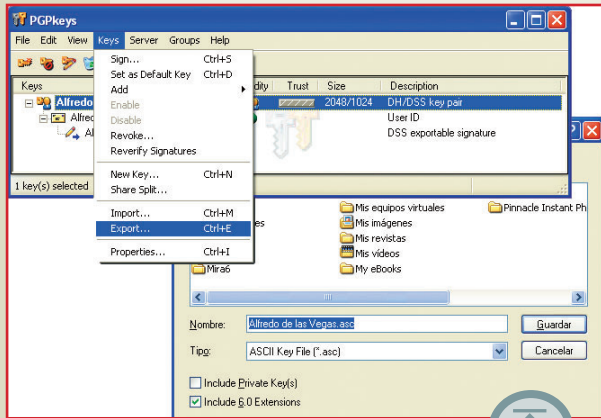 PGPkeys
File Edit View Keys Server Groups Help
Sign... Ctrl+S
Set as Default Key Ctrl+D
Add
Enable
Disable
Revoke...
Reverify Signatures
New Key... Ctrl+N
Share Split...
Import... Ctrl+M
Export... Ctrl+E
Properties... Ctrl+I
Keys dity Trust Size Description
Alfredo 2048/1024 DH/DSS key pair
Alfred User ID
Al DSS exportable signature
1 key(s) selected
Mis equipos virtuales Pinnacle Instant Ph
es Mis imágenes
Mis revistas
Mis vídeos
Mira6 My eBooks
Nombre: Alfredo de las Vegas.asc Guardar
Tipo: ASCII Key File (*.asc) Cancelar
Include Private Key(s)
Include 6.0 Extensions